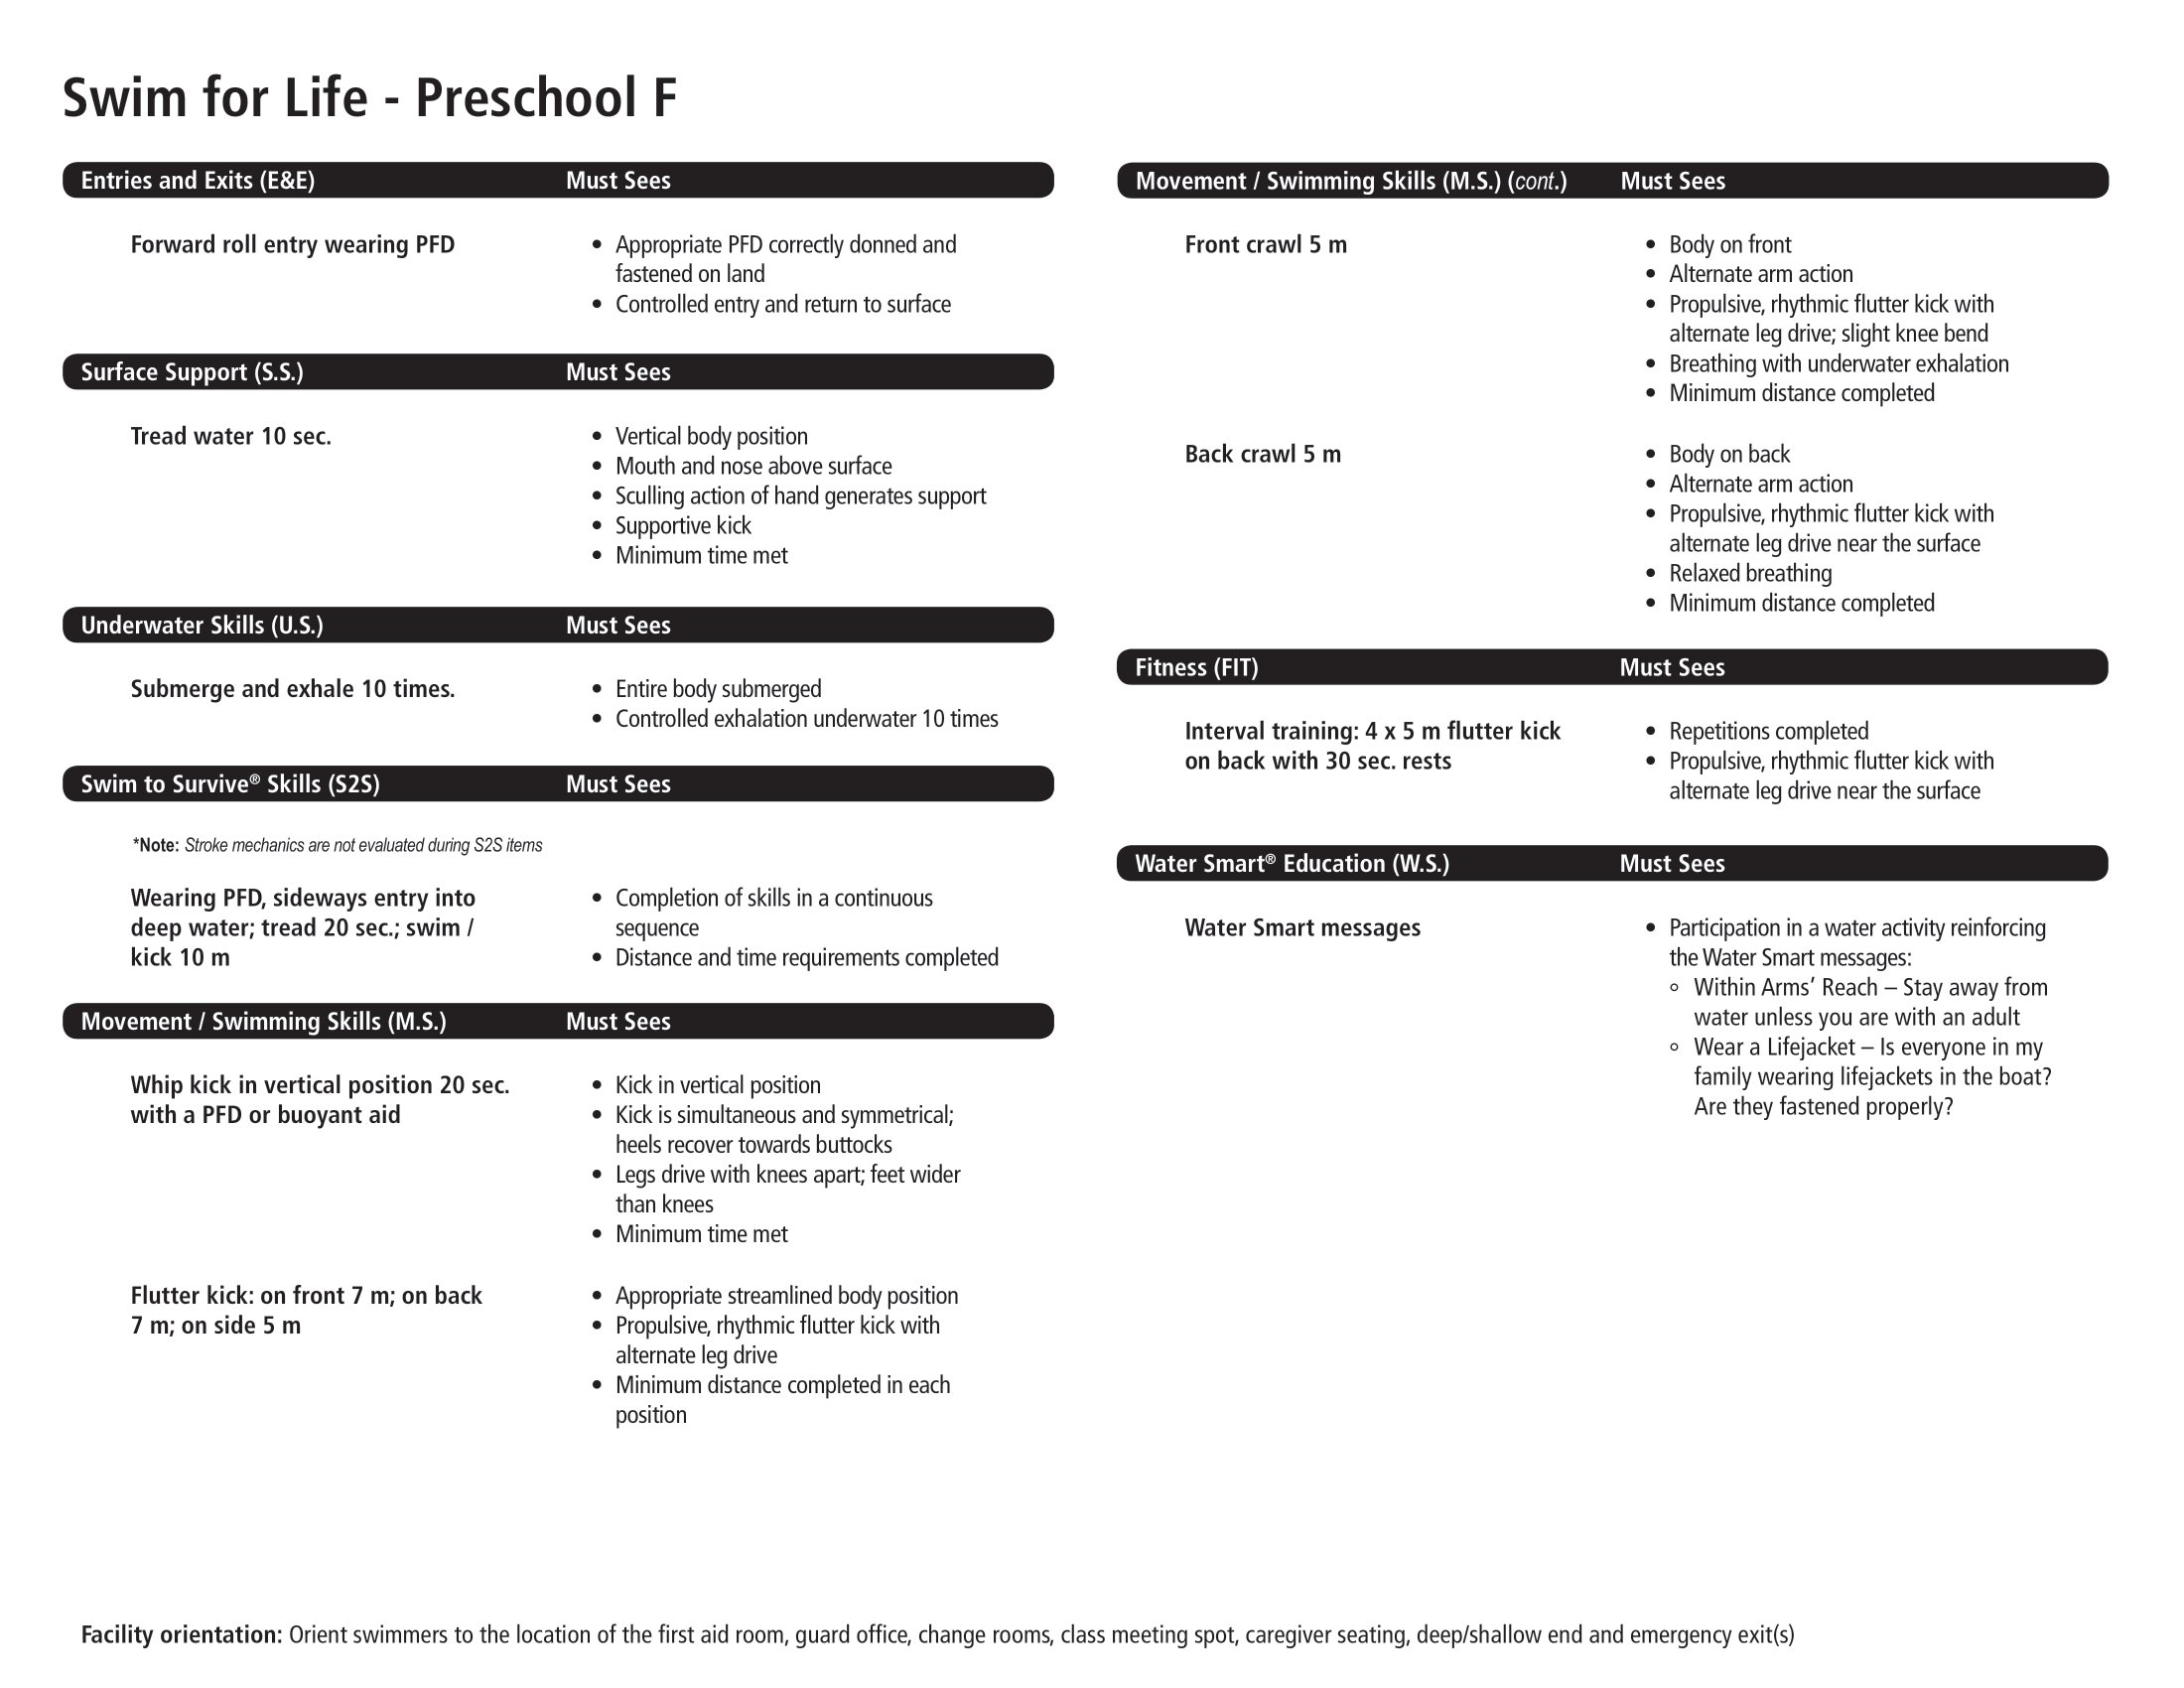 Swim for Life - Preschool F
Entries and Exits (E&E) Must Sees
Forward roll entry wearing PFD
• Appropriate PFD correctly donned and
fastened on land
• Controlled entry and return to surface
Surface Support (S.S.) Must Sees
Tread water 10 sec.
• Vertical body position
• Mouth and nose above surface
• Sculling action of hand generates support
• Supportive kick
• Minimum time met
Underwater Skills (U.S.) Must Sees
Submerge and exhale 10 times.
• Entire body submerged
• Controlled exhalation underwater 10 times
Swim to Survive® Skills (S2S) Must Sees
*Note: Stroke mechanics are not evaluated during S2S items
Wearing PFD, sideways entry into
deep water; tread 20 sec.; swim /
kick 10 m
• Completion of skills in a continuous
sequence
• Distance and time requirements completed
Movement / Swimming Skills (M.S.) Must Sees
Whip kick in vertical position 20 sec.
with a PFD or buoyant aid
• Kick in vertical position
• Kick is simultaneous and symmetrical;
heels recover towards buttocks
• Legs drive with knees apart; feet wider
than knees
• Minimum time met
Flutter kick: on front 7 m; on back
7 m; on side 5 m
• Appropriate streamlined body position
• Propulsive, rhythmic flutter kick with
alternate leg drive
• Minimum distance completed in each
position
Movement / Swimming Skills (M.S.) (cont.) Must Sees
Front crawl 5 m
• Body on front
• Alternate arm action
• Propulsive, rhythmic flutter kick with
alternate leg drive; slight knee bend
• Breathing with underwater exhalation
• Minimum distance completed
Back crawl 5 m
• Body on back
• Alternate arm action
• Propulsive, rhythmic flutter kick with
alternate leg drive near the surface
• Relaxed breathing
• Minimum distance completed
Fitness (FIT) Must Sees
Interval training: 4 x 5 m flutter kick
on back with 30 sec. rests
• Repetitions completed
• Propulsive, rhythmic flutter kick with
alternate leg drive near the surface
Water Smart® Education (W.S.) Must Sees
Water Smart messages
• Participation in a water activity reinforcing
the Water Smart messages:
○ Within Arms’ Reach – Stay away from
water unless you are with an adult
○ Wear a Lifejacket – Is everyone in my
family wearing lifejackets in the boat?
Are they fastened properly?
Facility orientation: Orient swimmers to the location of the first aid room, guard office, change rooms, class meeting spot, caregiver seating, deep/shallow end and emergency exit(s)